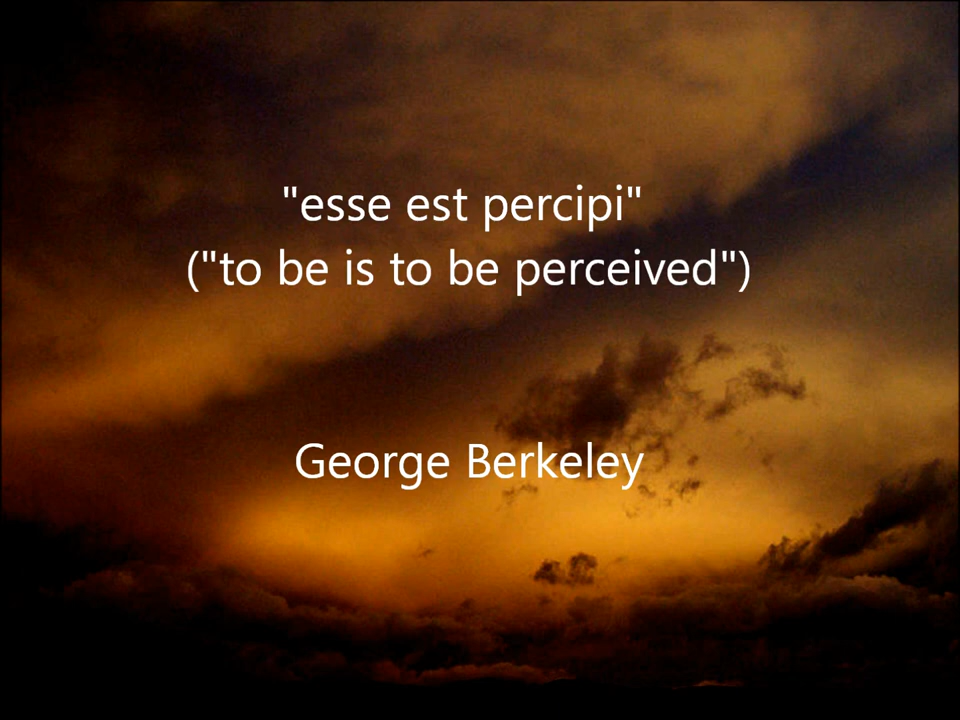 "esse est percipi"
("to be is to be perceived")
George Berkeley